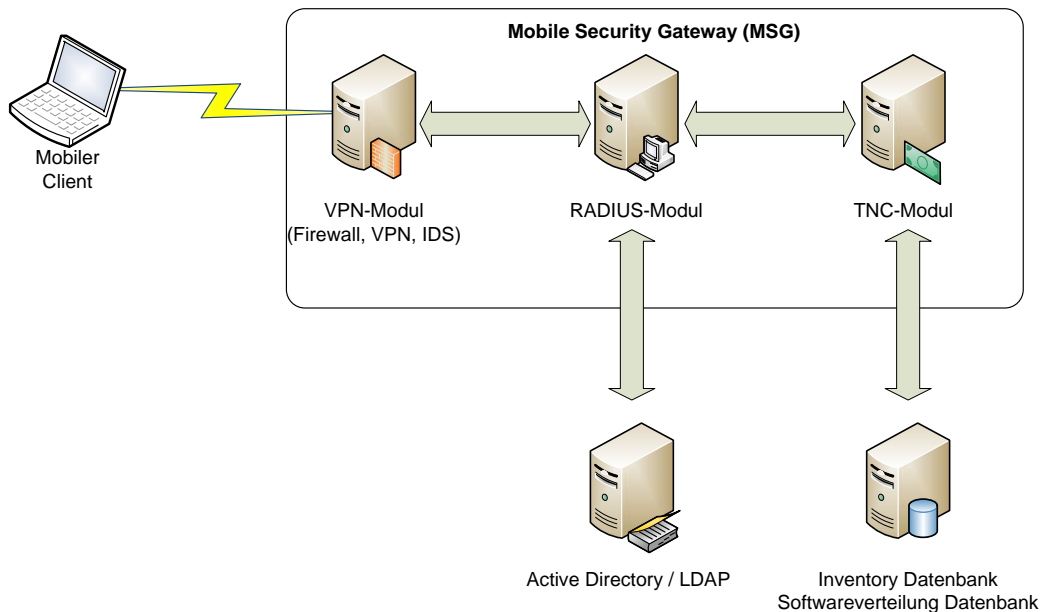 Mobile Security Gateway (MSG)
Mobiler
Client
VPN-Modul
(Firewall, VPN, IDS)
RADIUS-Modul
TNC-Modul
Active Directory / LDAP
Inventory Datenbank
Softwareverteilung Datenbank